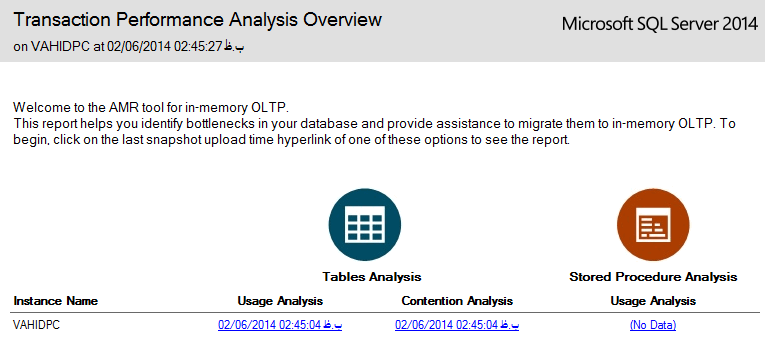 Transaction Performance Analysis Overview
Microsoft SQL Server 2014
on VAHIDPC at 02/06/2014 02:45:27 ب.ظ
Welcome to the AMR tool for in-memory OLTP.
This report helps you identify bottlenecks in your database and provide assistance to migrate them to in-memory OLTP. To
begin, click on the last snapshot upload time hyperlink of one of these options to see the report.
Tables Analysis Stored Procedure Analysis
Instance Name Usage Analysis Contention Analysis Usage Analysis
VAHIDPC 02/06/2014 02:45:04 ب.ظ 02/06/2014 02:45:04 ب.ظ (No Data)